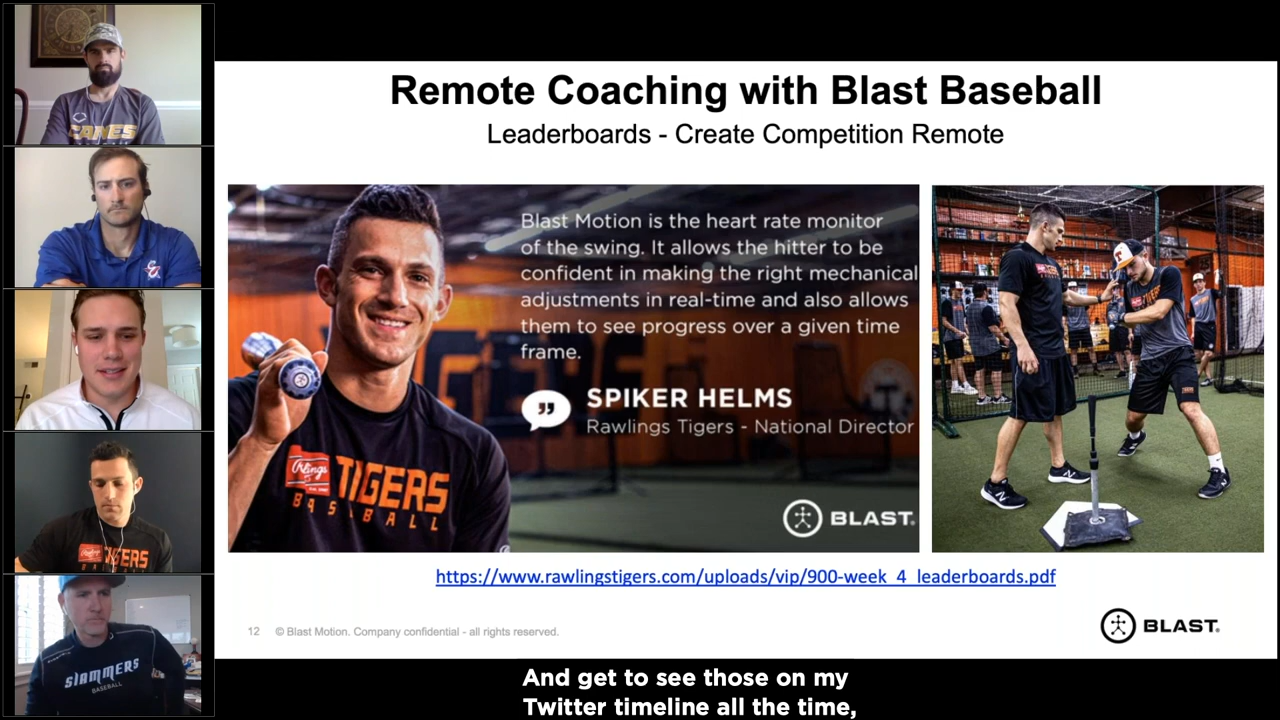 Remote Coaching with Blast Baseball
Leaderboards - Create Competition Remote
Blast Motion is the heart rate monitor
of the swing. It allows the hitter to be
confident in making the right mechanical
adjustments in real-time and also allows
them to see progress over a given time
frame.
SPIKER HELMS
Rawlings Tigers - National Director
Rawlings
TIGERS
BASEBALL
BLAST.
https://www.rawlingstigers.com/uploads/vip/900-week_4_leaderboards.pdf
12 © Blast Motion. Company confidential - all rights reserved.
BLAST.
CANES
Rawlings
TIGERS
BASEBALL
SLAMMERS
BASEBALL
And get to see those on my
Twitter timeline all the time,